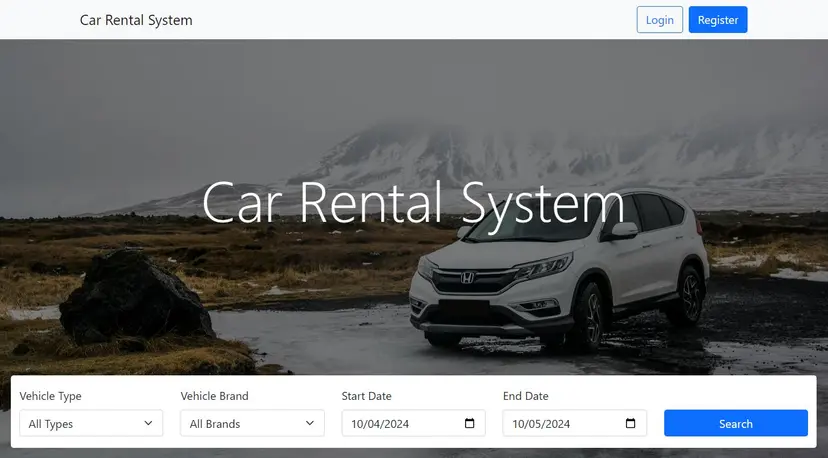 Car Rental System
Login
Register
Car Rental System
Vehicle Type
Vehicle Brand
Start Date
End Date
All Types
All Brands
10/04/2024
10/05/2024
Search